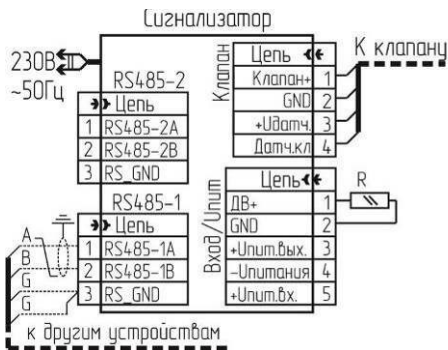 Сигнализатор
230В
~50Гц
RS485-2
Цепь
1 RS485-2A
2 RS485-2B
3 RS_GND
RS485-1
Цепь
1 RS485-1A
2 RS485-1B
3 RS_GND
A
B
G
G
к другим устройствам
Клапан
Цепь
Клапан+ 1
GND 2
+Uдатч. 3
Датч.кл 4
К клапану
Вход/Uпит
Цепь
ДВ+ 1
GND 2
+Uпит.вых. 3
-Uпитания 4
+Uпит.вх. 5
R